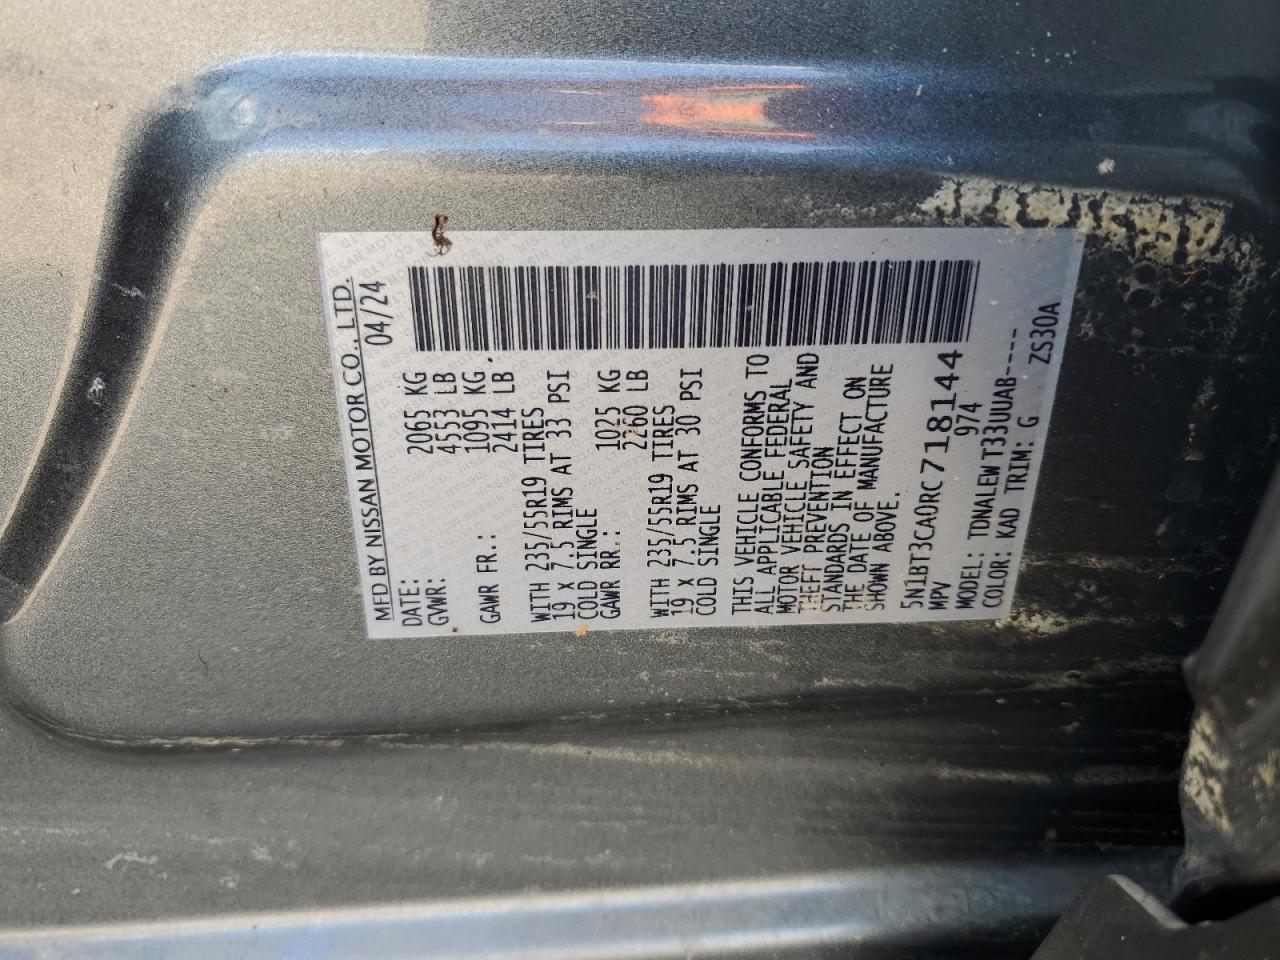 MFD BY NISSAN MOTOR CO., LTD.
DATE: 04/24
GVWR: 2065 KG
4553 LB
GAWR FR.: 1095 KG
2414 LB
WITH 235/55R19 TIRES
19 X 7.5 RIMS AT 33 PSI
COLD SINGLE
GAWR RR.: 1025 KG
2260 LB
WITH 235/55R19 TIRES
19 X 7.5 RIMS AT 30 PSI
COLD SINGLE
THIS VEHICLE CONFORMS TO
ALL APPLICABLE FEDERAL
MOTOR VEHICLE SAFETY AND
THEFT PREVENTION
STANDARDS IN EFFECT ON
THE DATE OF MANUFACTURE
SHOWN ABOVE.
5N1BT3CA0RC718144
MPV 974
MODEL: TDNALEWT33UUAB----
COLOR: KAD TRIM: G ZS30A